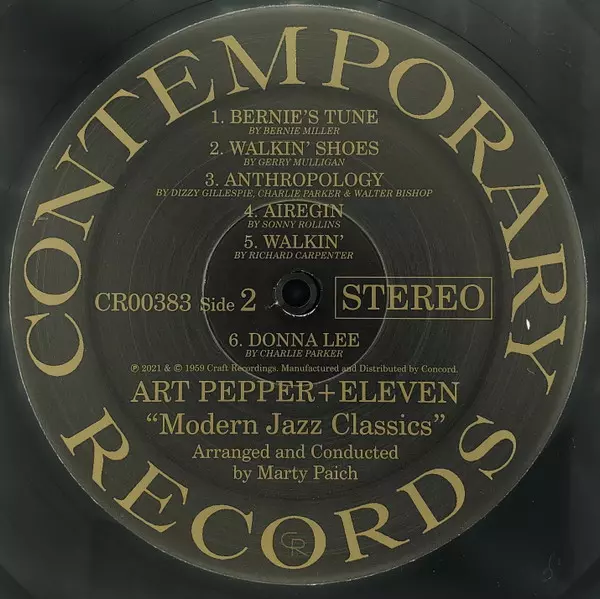 CONTEMPORARY
1. BERNIE'S TUNE
BY BERNIE MILLER
2. WALKIN' SHOES
BY GERRY MULLIGAN
3. ANTHROPOLOGY
BY DIZZY GILLESPIE, CHARLIE PARKER & WALTER BISHOP
4. AIREGIN
BY SONNY ROLLINS
5. WALKIN'
BY RICHARD CARPENTER
CR00383 Side 2 STEREO
6. DONNA LEE
BY CHARLIE PARKER
℗ 2021 & © 1959 Craft Recordings. Manufactured and Distributed by Concord.
ART PEPPER+ELEVEN
“Modern Jazz Classics”
Arranged and Conducted
by Marty Paich
RECORDS
CR